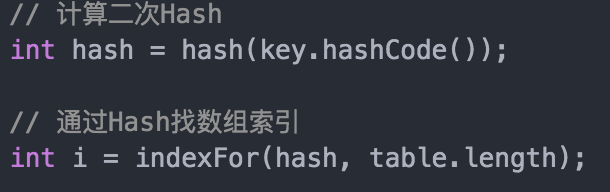 // 计算二次Hash
int hash = hash(key.hashCode());
// 通过Hash找数组索引
int i = indexFor(hash, table.length);